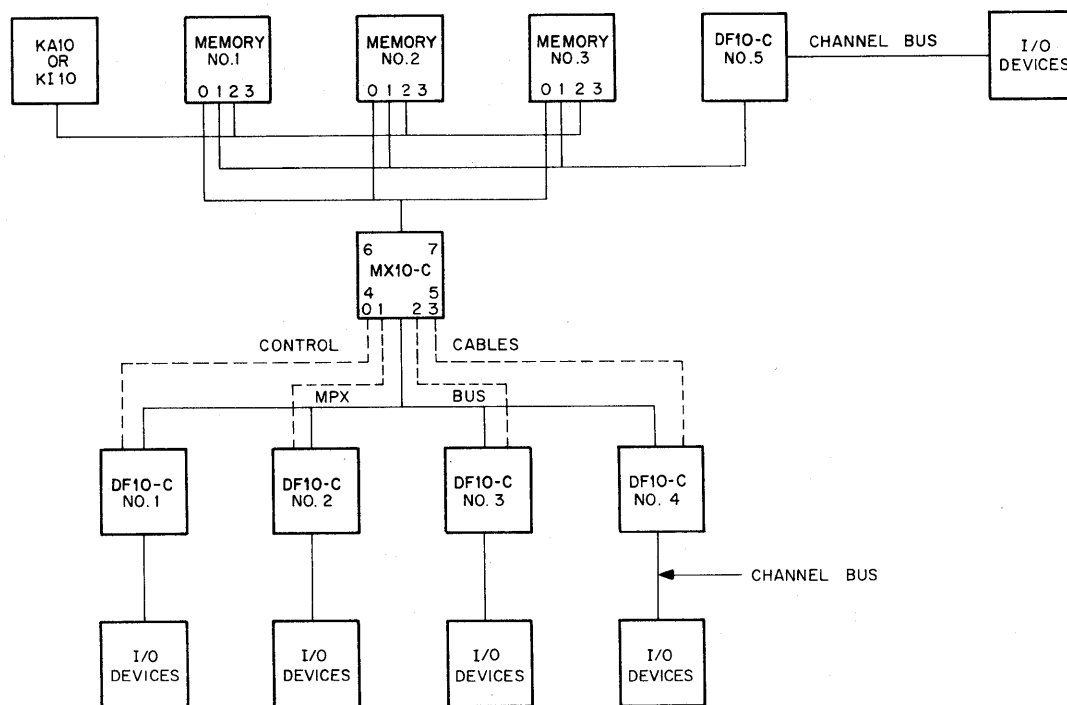 KA10
OR
KI10
MEMORY
NO.1
0 1 2 3
MEMORY
NO.2
0 1 2 3
MEMORY
NO.3
0 1 2 3
DF10-C
NO.5
CHANNEL BUS
I/O
DEVICES
6 7
MX10-C
4 5
0 1 2 3
CONTROL CABLES
MPX BUS
DF10-C
NO.1
DF10-C
NO. 2
DF10-C
NO. 3
DF10-C
NO. 4
CHANNEL BUS
I/O
DEVICES
I/O
DEVICES
I/O
DEVICES
I/O
DEVICES